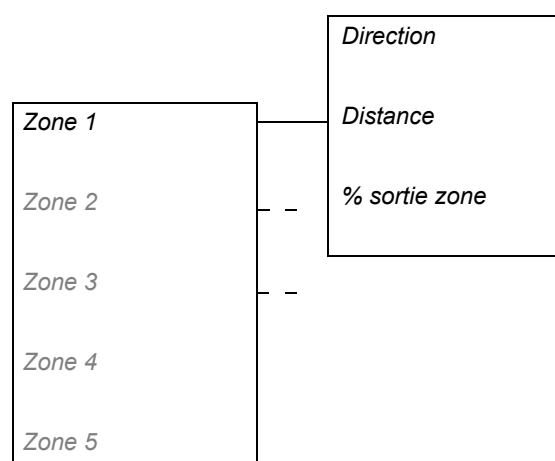 Direction
Distance
% sortie zone
Zone 1
Zone 2
Zone 3
Zone 4
Zone 5